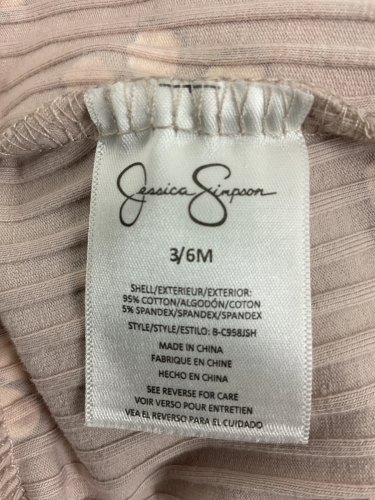 Jessica Simpson
3/6M
SHELL/EXTERIEUR/EXTERIOR:
95% COTTON/ALGODÓN/COTON
5% SPANDEX/SPANDEX/SPANDEX
STYLE/STYLE/ESTILO: B-C958JSH
MADE IN CHINA
FABRIQUE EN CHINE
HECHO EN CHINA
SEE REVERSE FOR CARE
VOIR VERSO POUR ENTRETIEN
VEA EL REVERSO PARA EL CUIDADO